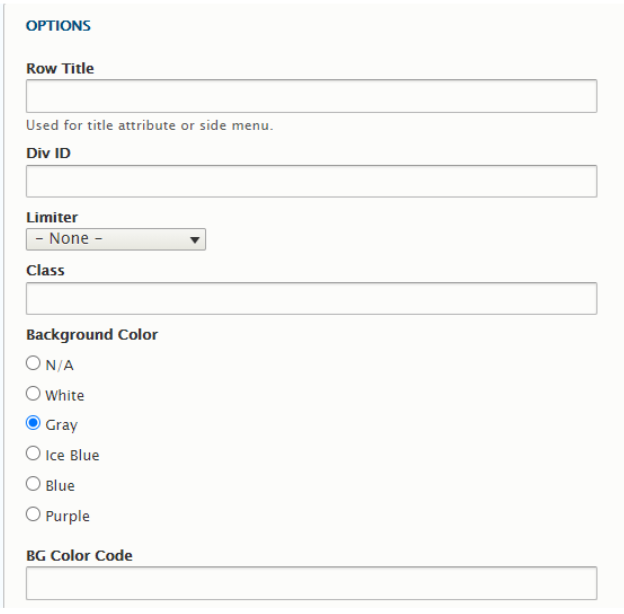 OPTIONS
Row Title
Used for title attribute or side menu.
Div ID
Limiter
– None –
Class
Background Color
N/A
White
Gray
Ice Blue
Blue
Purple
BG Color Code